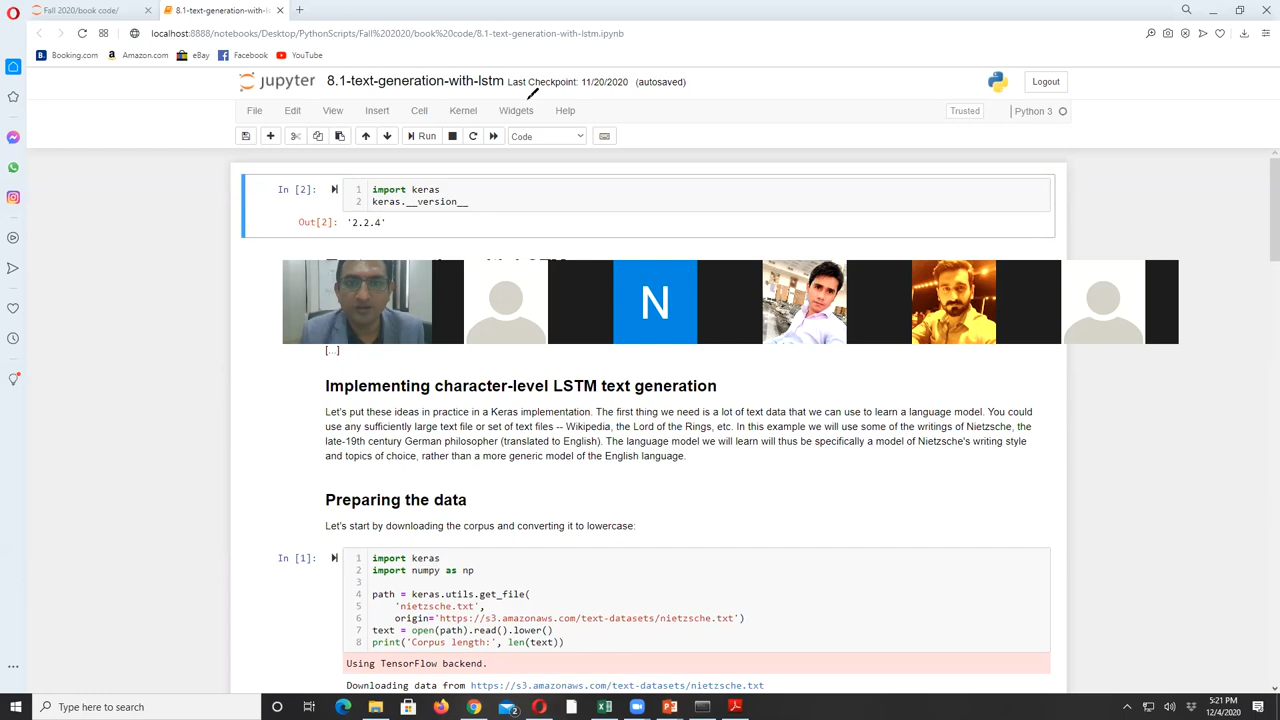 Fall 2020/book code/
8.1-text-generation-with-ls
localhost:8888/notebooks/Desktop/PythonScripts/Fall%202020/book%20code/8.1-text-generation-with-lstm.ipynb
Booking.com
Amazon.com
eBay
Facebook
YouTube
jupyter 8.1-text-generation-with-lstm Last Checkpoint: 11/20/2020 (autosaved)
Logout
File Edit View Insert Cell Kernel Widgets Help
Trusted
Python 3
Run
Code
In [2]:
1 import keras
2 keras.__version__
Out[2]: '2.2.4'
N
[...]
Implementing character-level LSTM text generation
Let's put these ideas in practice in a Keras implementation. The first thing we need is a lot of text data that we can use to learn a language model. You could
use any sufficiently large text file or set of text files -- Wikipedia, the Lord of the Rings, etc. In this example we will use some of the writings of Nietzsche, the
late-19th century German philosopher (translated to English). The language model we will learn will thus be specifically a model of Nietzsche's writing style
and topics of choice, rather than a more generic model of the English language.
Preparing the data
Let's start by downloading the corpus and converting it to lowercase:
In [1]:
1 import keras
2 import numpy as np
3
4 path = keras.utils.get_file(
5 'nietzsche.txt',
6 origin='https://s3.amazonaws.com/text-datasets/nietzsche.txt')
7 text = open(path).read().lower()
8 print('Corpus length:', len(text))
Using TensorFlow backend.
Downloading data from https://s3.amazonaws.com/text-datasets/nietzsche.txt
Type here to search
2
5:21 PM
12/4/2020